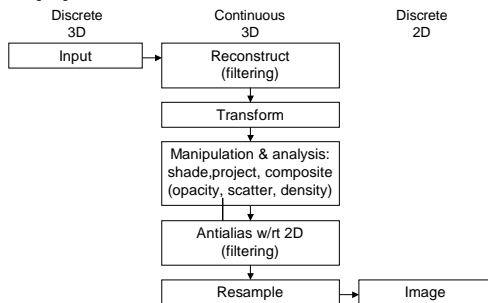 Discrete
3D
Continuous
3D
Discrete
2D
Input
Reconstruct
(filtering)
Transform
Manipulation & analysis:
shade,project, composite
(opacity, scatter, density)
Antialias w/rt 2D
(filtering)
Resample
Image